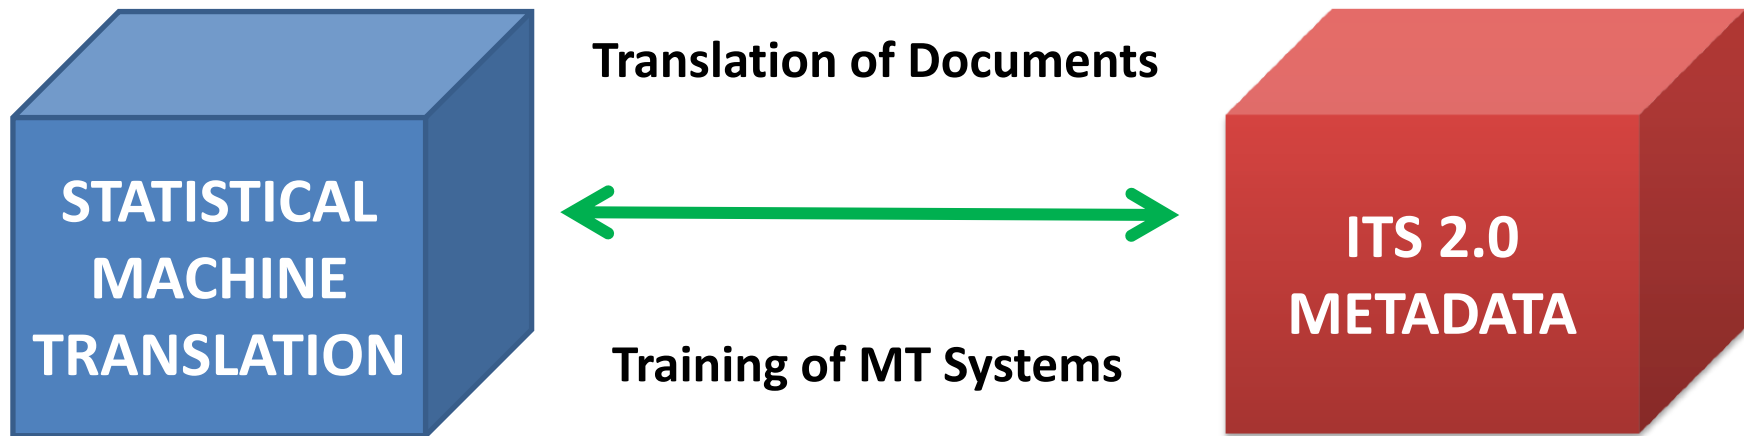 Translation of Documents
STATISTICAL
MACHINE
TRANSLATION
ITS 2.0
METADATA
Training of MT Systems